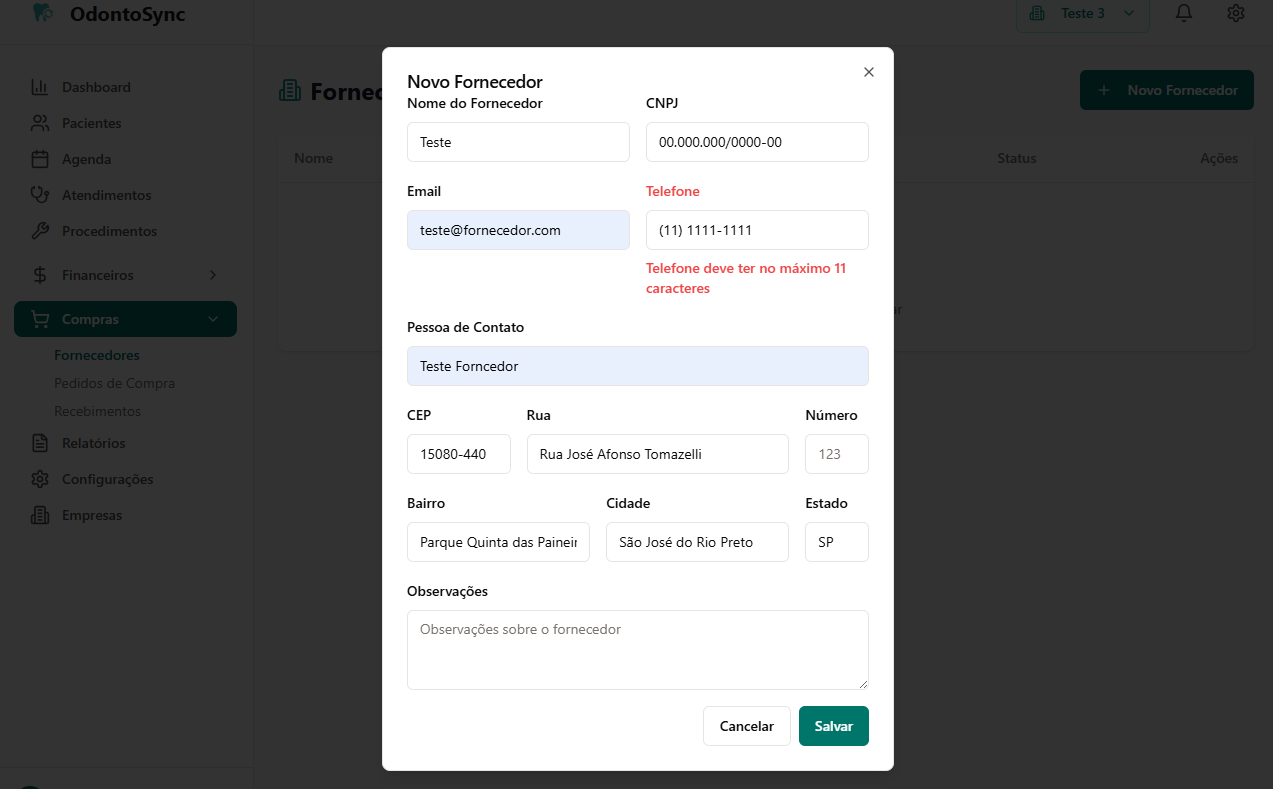 OdontoSync
Teste 3
Dashboard
Pacientes
Agenda
Atendimentos
Procedimentos
Financeiros
Compras
Fornecedores
Pedidos de Compra
Recebimentos
Relatórios
Configurações
Empresas
Fornec
Novo Fornecedor
Nome
Status
Ações
or
Novo Fornecedor
Nome do Fornecedor
CNPJ
Teste
00.000.000/0000-00
Email
Telefone
teste@fornecedor.com
(11) 1111-1111
Telefone deve ter no máximo 11
caracteres
Pessoa de Contato
Teste Forncedor
CEP
Rua
Número
15080-440
Rua José Afonso Tomazelli
123
Bairro
Cidade
Estado
Parque Quinta das Paineir
São José do Rio Preto
SP
Observações
Observações sobre o fornecedor
Cancelar
Salvar